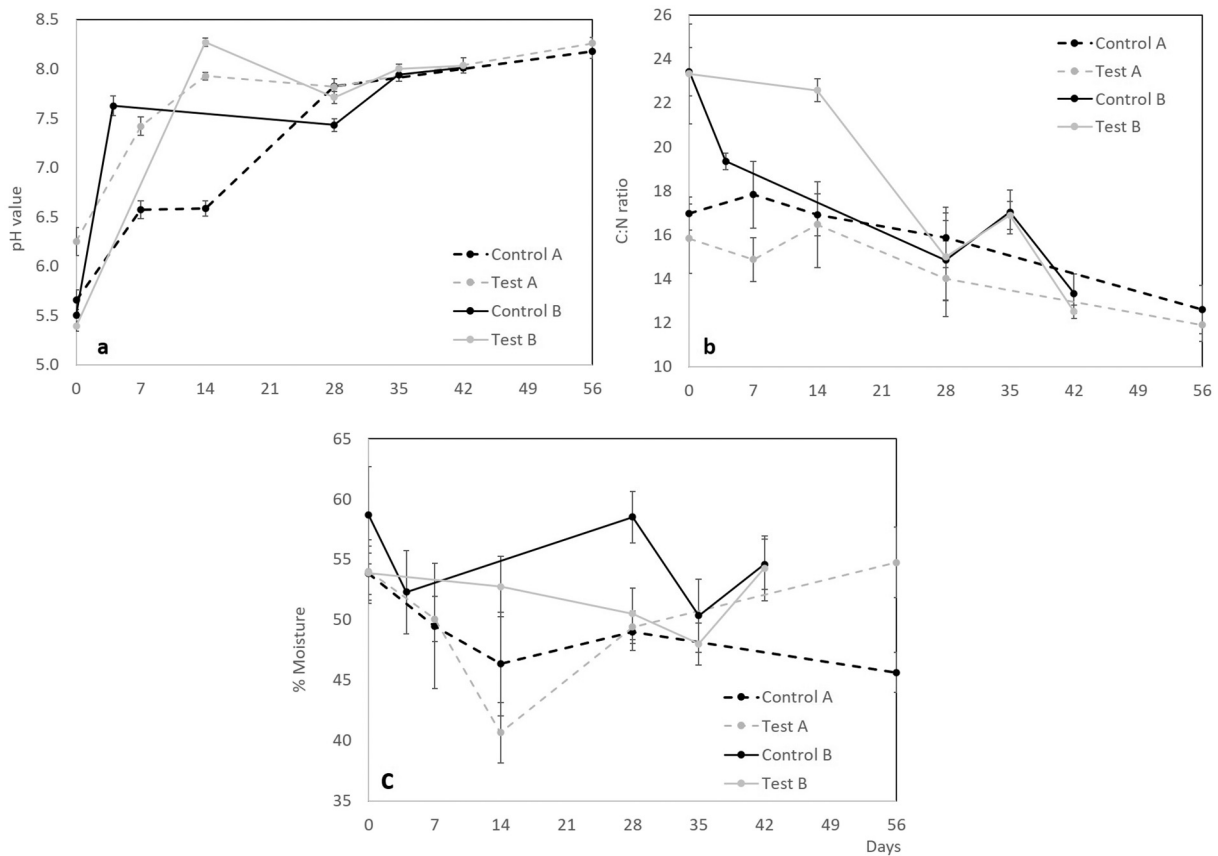 8.5
8.0
7.5
7.0
6.5
6.0
5.5
5.0
pH value
Control A
Test A
Control B
Test B
a
0 7 14 21 28 35 42 49 56
26
24
22
20
18
16
14
12
10
C:N ratio
Control A
Test A
Control B
Test B
b
0 7 14 21 28 35 42 49 56
65
60
55
50
45
40
35
% Moisture
Control A
Test A
Control B
Test B
c
0 7 14 21 28 35 42 49 56
Days